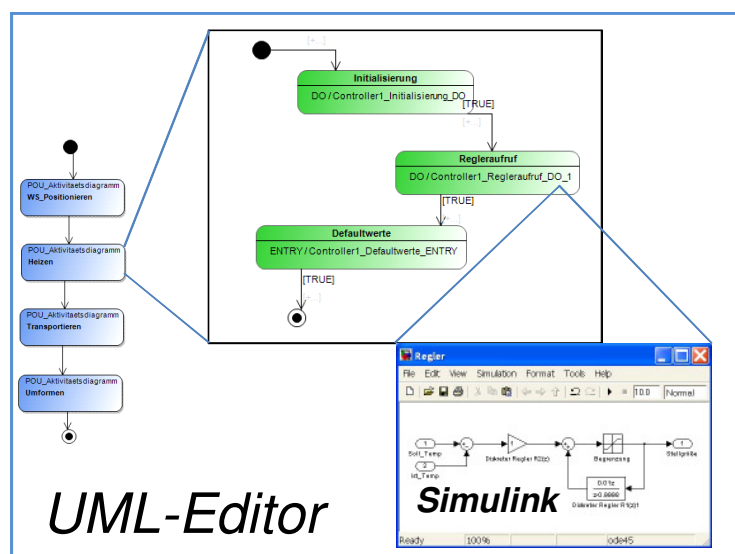 [+...]
Initialisierung
DO / Controller1_Initialisierung_DO
[TRUE]
[+...]
Regleraufruf
DO / Controller1_Regleraufruf_DO_1
[TRUE]
[+...]
Defaultwerte
ENTRY / Controller1_Defaultwerte_ENTRY
[TRUE]
[+...]
POU_Aktivitaetsdiagramm
WS_Positionieren
POU_Aktivitaetsdiagramm
Heizen
POU_Aktivitaetsdiagramm
Transportieren
POU_Aktivitaetsdiagramm
Umformen
UML-Editor
Regler
File Edit View Simulation Format Tools Help
10.0 Normal
1
Soll_Temp
2
Ist_Temp
1
Diskreter Regler R2(z)
Begrenzung
1
Stellgröße
0.01z
z-0.9998
Diskreter Regler R1(z)1
Simulink
Ready 100% ode45